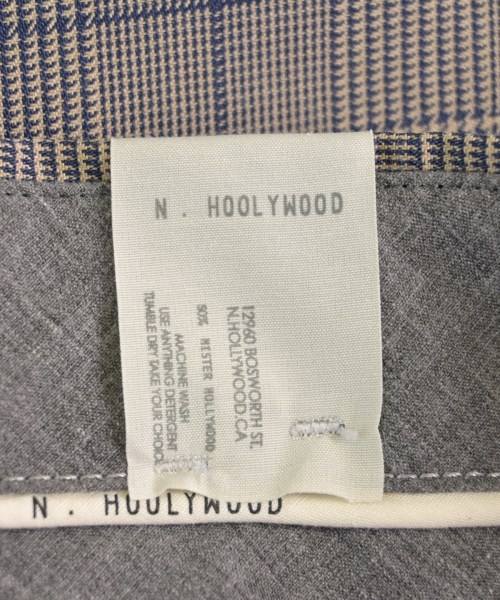 N . HOOLYWOOD
12960 BOSWORTH ST.
N.HOLLYWOOD.CA
50% MISTER HOLLYWOOD
MACHINE WASH
USE ANYTHING DETERGENT
TUMBLE DRY TAKE YOUR CHOICE
N . HOOLYWOOD